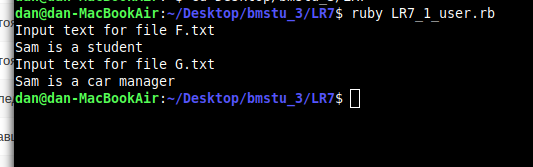 dan@dan-MacBookAir:~/Desktop/bmstu_3/LR7$ ruby LR7_1_user.rb
Input text for file F.txt
Sam is a student
Input text for file G.txt
Sam is a car manager
dan@dan-MacBookAir:~/Desktop/bmstu_3/LR7$